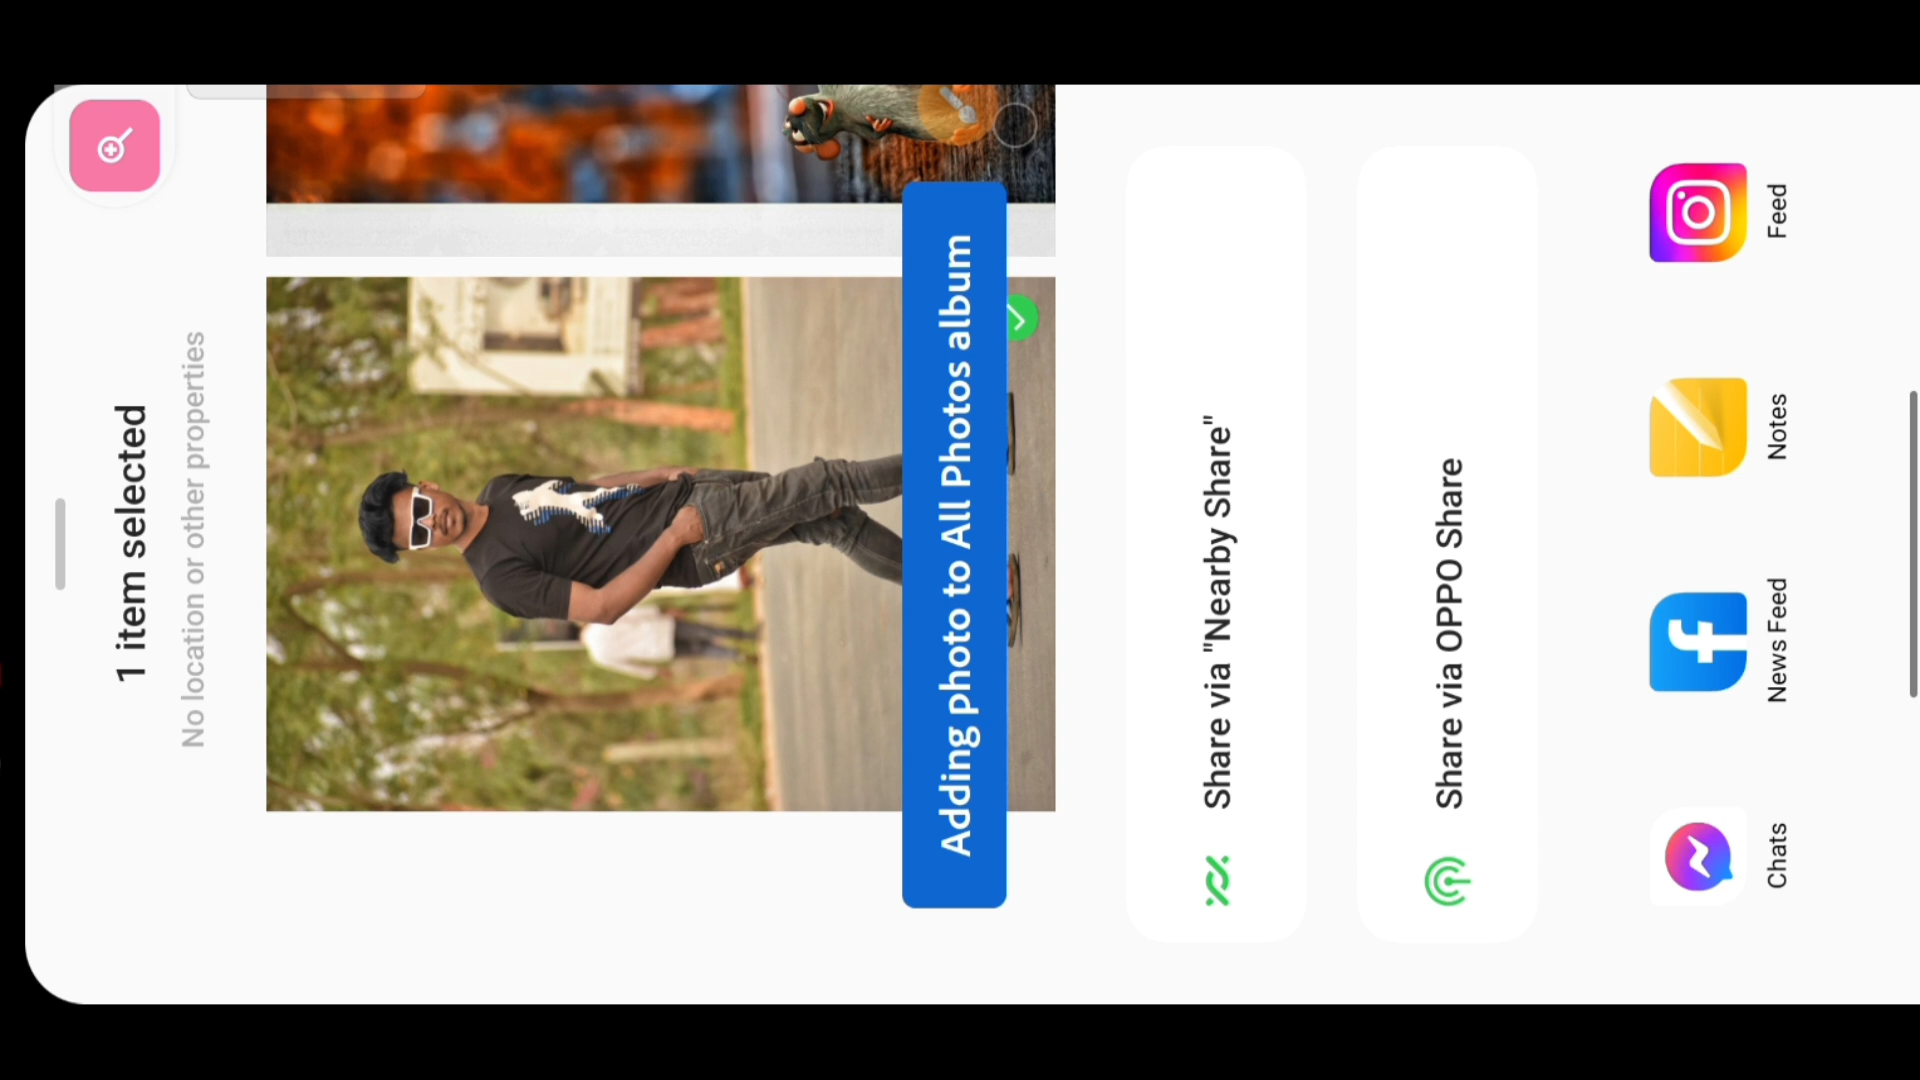 1 item selected
No location or other properties
Adding photo to All Photos album
Share via "Nearby Share"
Share via OPPO Share
Chats
News Feed
Notes
Feed